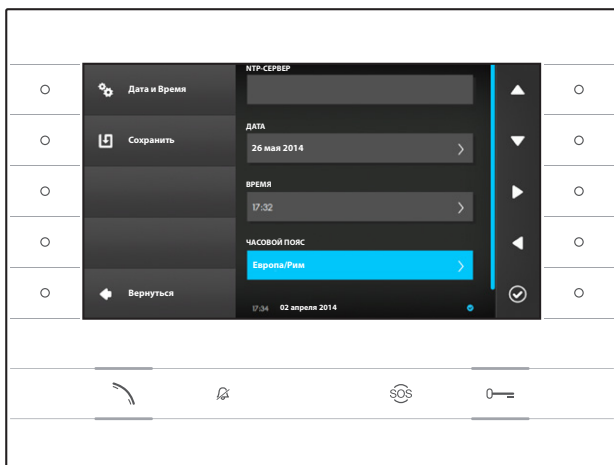 NTP-СЕРВЕР
Дата и Время
ДАТА
Сохранить
26 мая 2014
ВРЕМЯ
17:32
ЧАСОВОЙ ПОЯС
Европа/Рим
Вернуться
17:34 02 апреля 2014
SOS